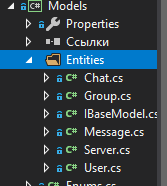 Models
Properties
Ссылки
Entities
Chat.cs
Group.cs
IBaseModel.cs
Message.cs
Server.cs
User.cs
Enums.cs